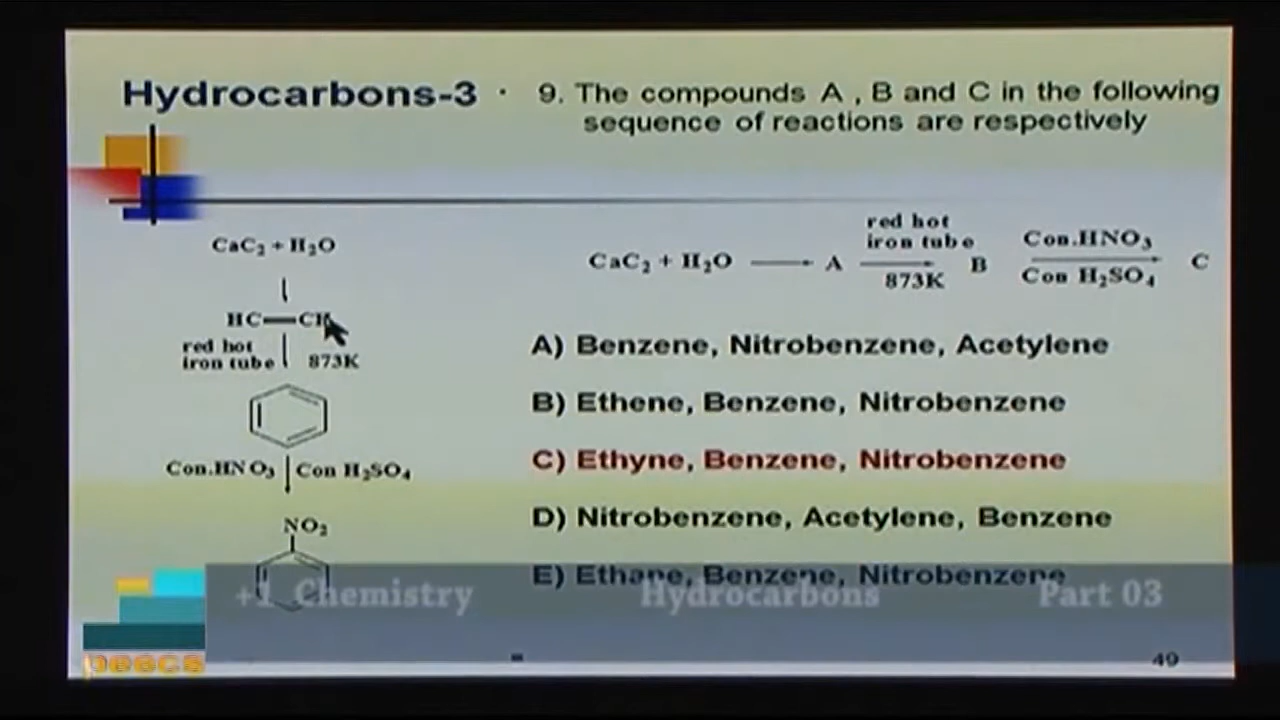 Hydrocarbons-3 · 9. The compounds A , B and C in the following
sequence of reactions are respectively
CaC₂ + H₂O
HC═CH
red hot
iron tube 873K
Con.HNO₃ Con H₂SO₄
NO₂
red hot
iron tube
873K
CaC₂ + H₂O → A → B → C
Con.HNO₃
Con H₂SO₄
A) Benzene, Nitrobenzene, Acetylene
B) Ethene, Benzene, Nitrobenzene
C) Ethyne, Benzene, Nitrobenzene
D) Nitrobenzene, Acetylene, Benzene
E) Ethane, Benzene, Nitrobenzene
+1 Chemistry Hydrocarbons Part 03
peecs
49